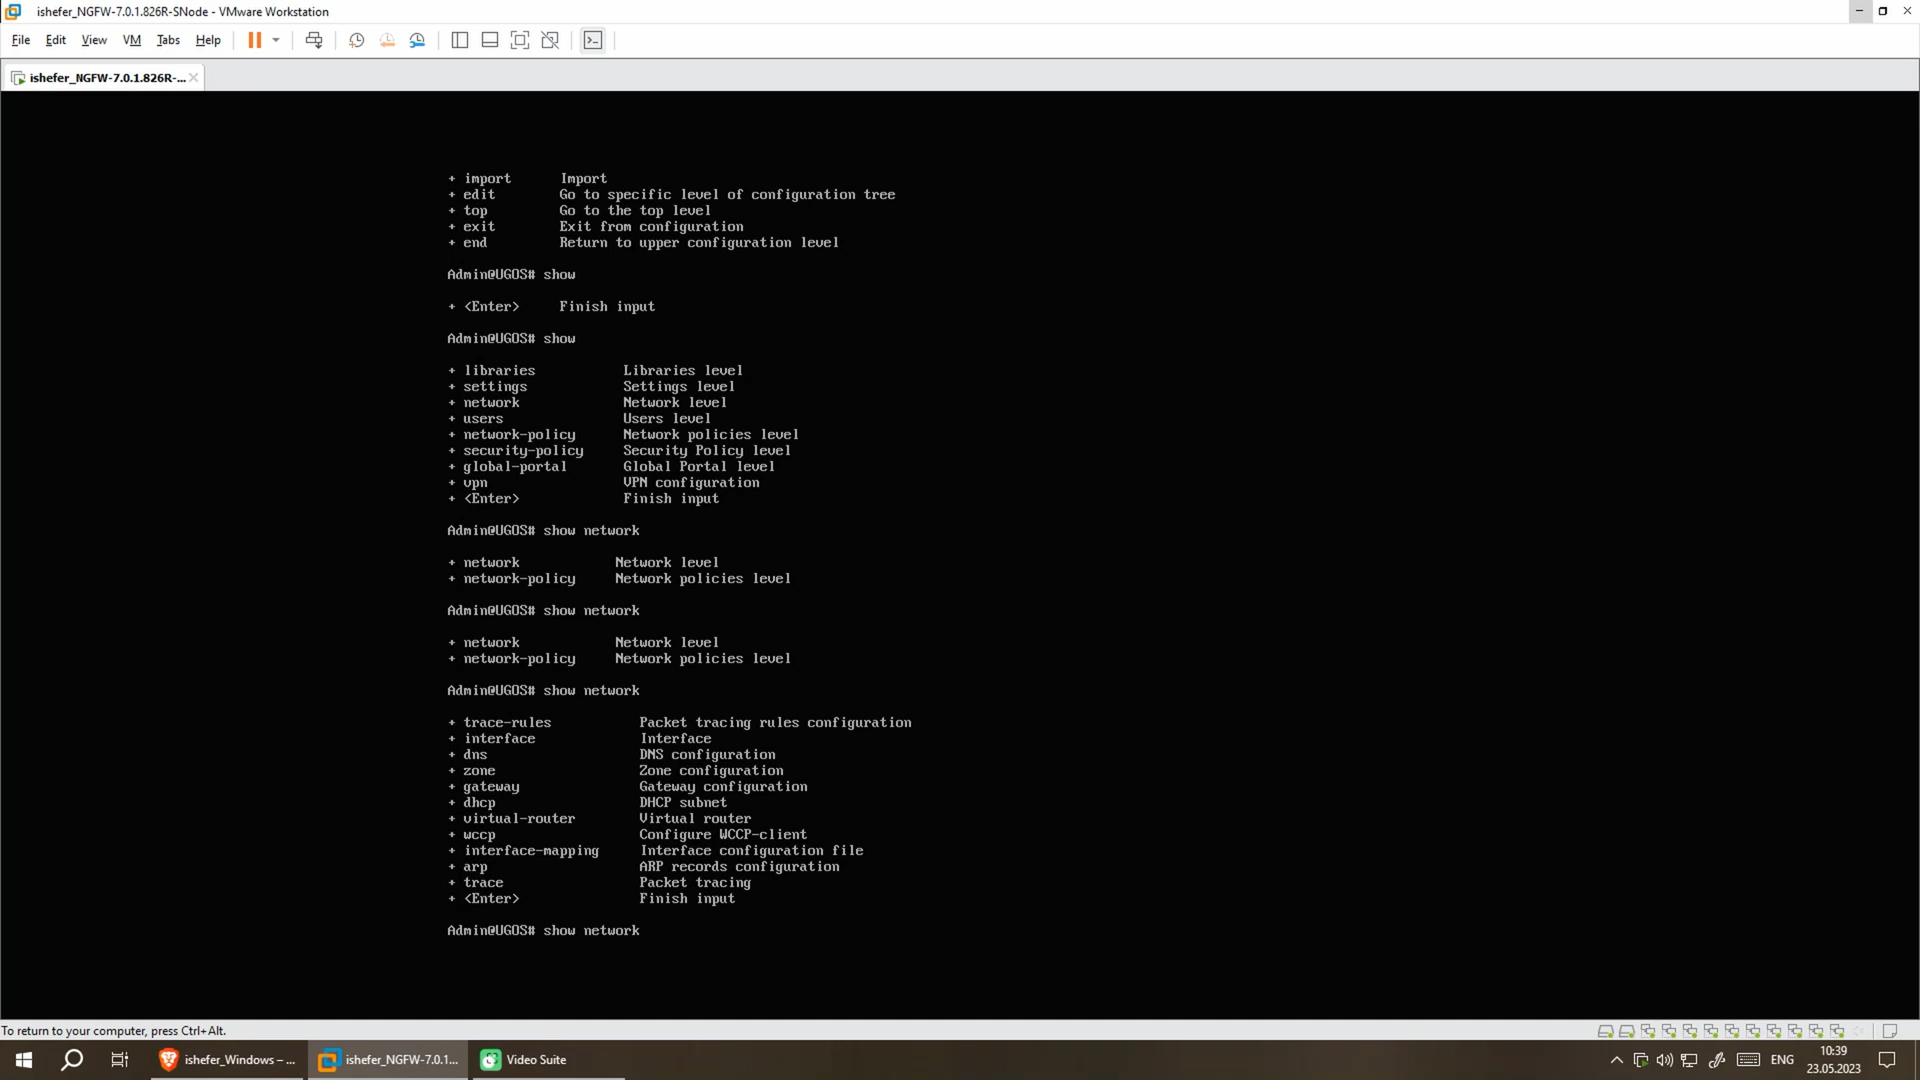 ishefer_NGFW-7.0.1.826R-SNode - VMware Workstation
File Edit View VM Tabs Help
ishefer_NGFW-7.0.1.826R-...
+ import Import
+ edit Go to specific level of configuration tree
+ top Go to the top level
+ exit Exit from configuration
+ end Return to upper configuration level
Admin@UGOS# show
+ <Enter> Finish input
Admin@UGOS# show
+ libraries Libraries level
+ settings Settings level
+ network Network level
+ users Users level
+ network-policy Network policies level
+ security-policy Security Policy level
+ global-portal Global Portal level
+ vpn VPN configuration
+ <Enter> Finish input
Admin@UGOS# show network
+ network Network level
+ network-policy Network policies level
Admin@UGOS# show network
+ network Network level
+ network-policy Network policies level
Admin@UGOS# show network
+ trace-rules Packet tracing rules configuration
+ interface Interface
+ dns DNS configuration
+ zone Zone configuration
+ gateway Gateway configuration
+ dhcp DHCP subnet
+ virtual-router Virtual router
+ wccp Configure WCCP-client
+ interface-mapping Interface configuration file
+ arp ARP records configuration
+ trace Packet tracing
+ <Enter> Finish input
Admin@UGOS# show network
To return to your computer, press Ctrl+Alt.
ishefer_Windows – ... ishefer_NGFW-7.0.1... Video Suite ENG 10:39
23.05.2023